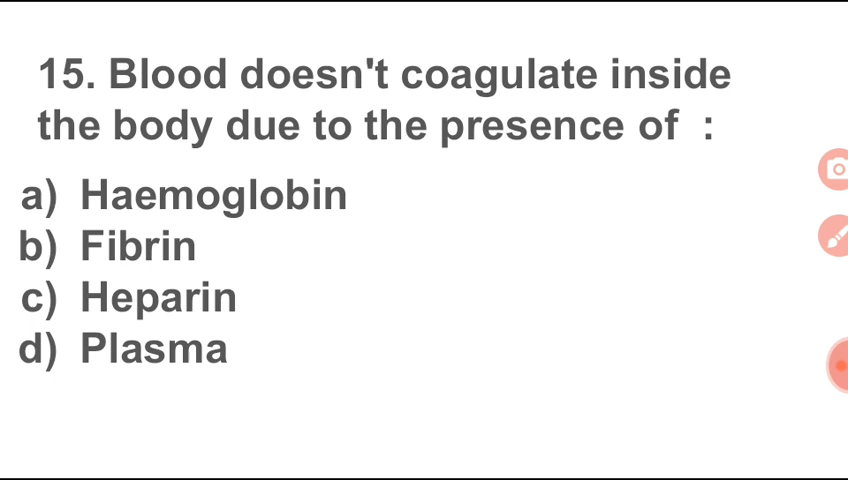 15. Blood doesn't coagulate inside
the body due to the presence of :
a) Haemoglobin
b) Fibrin
c) Heparin
d) Plasma